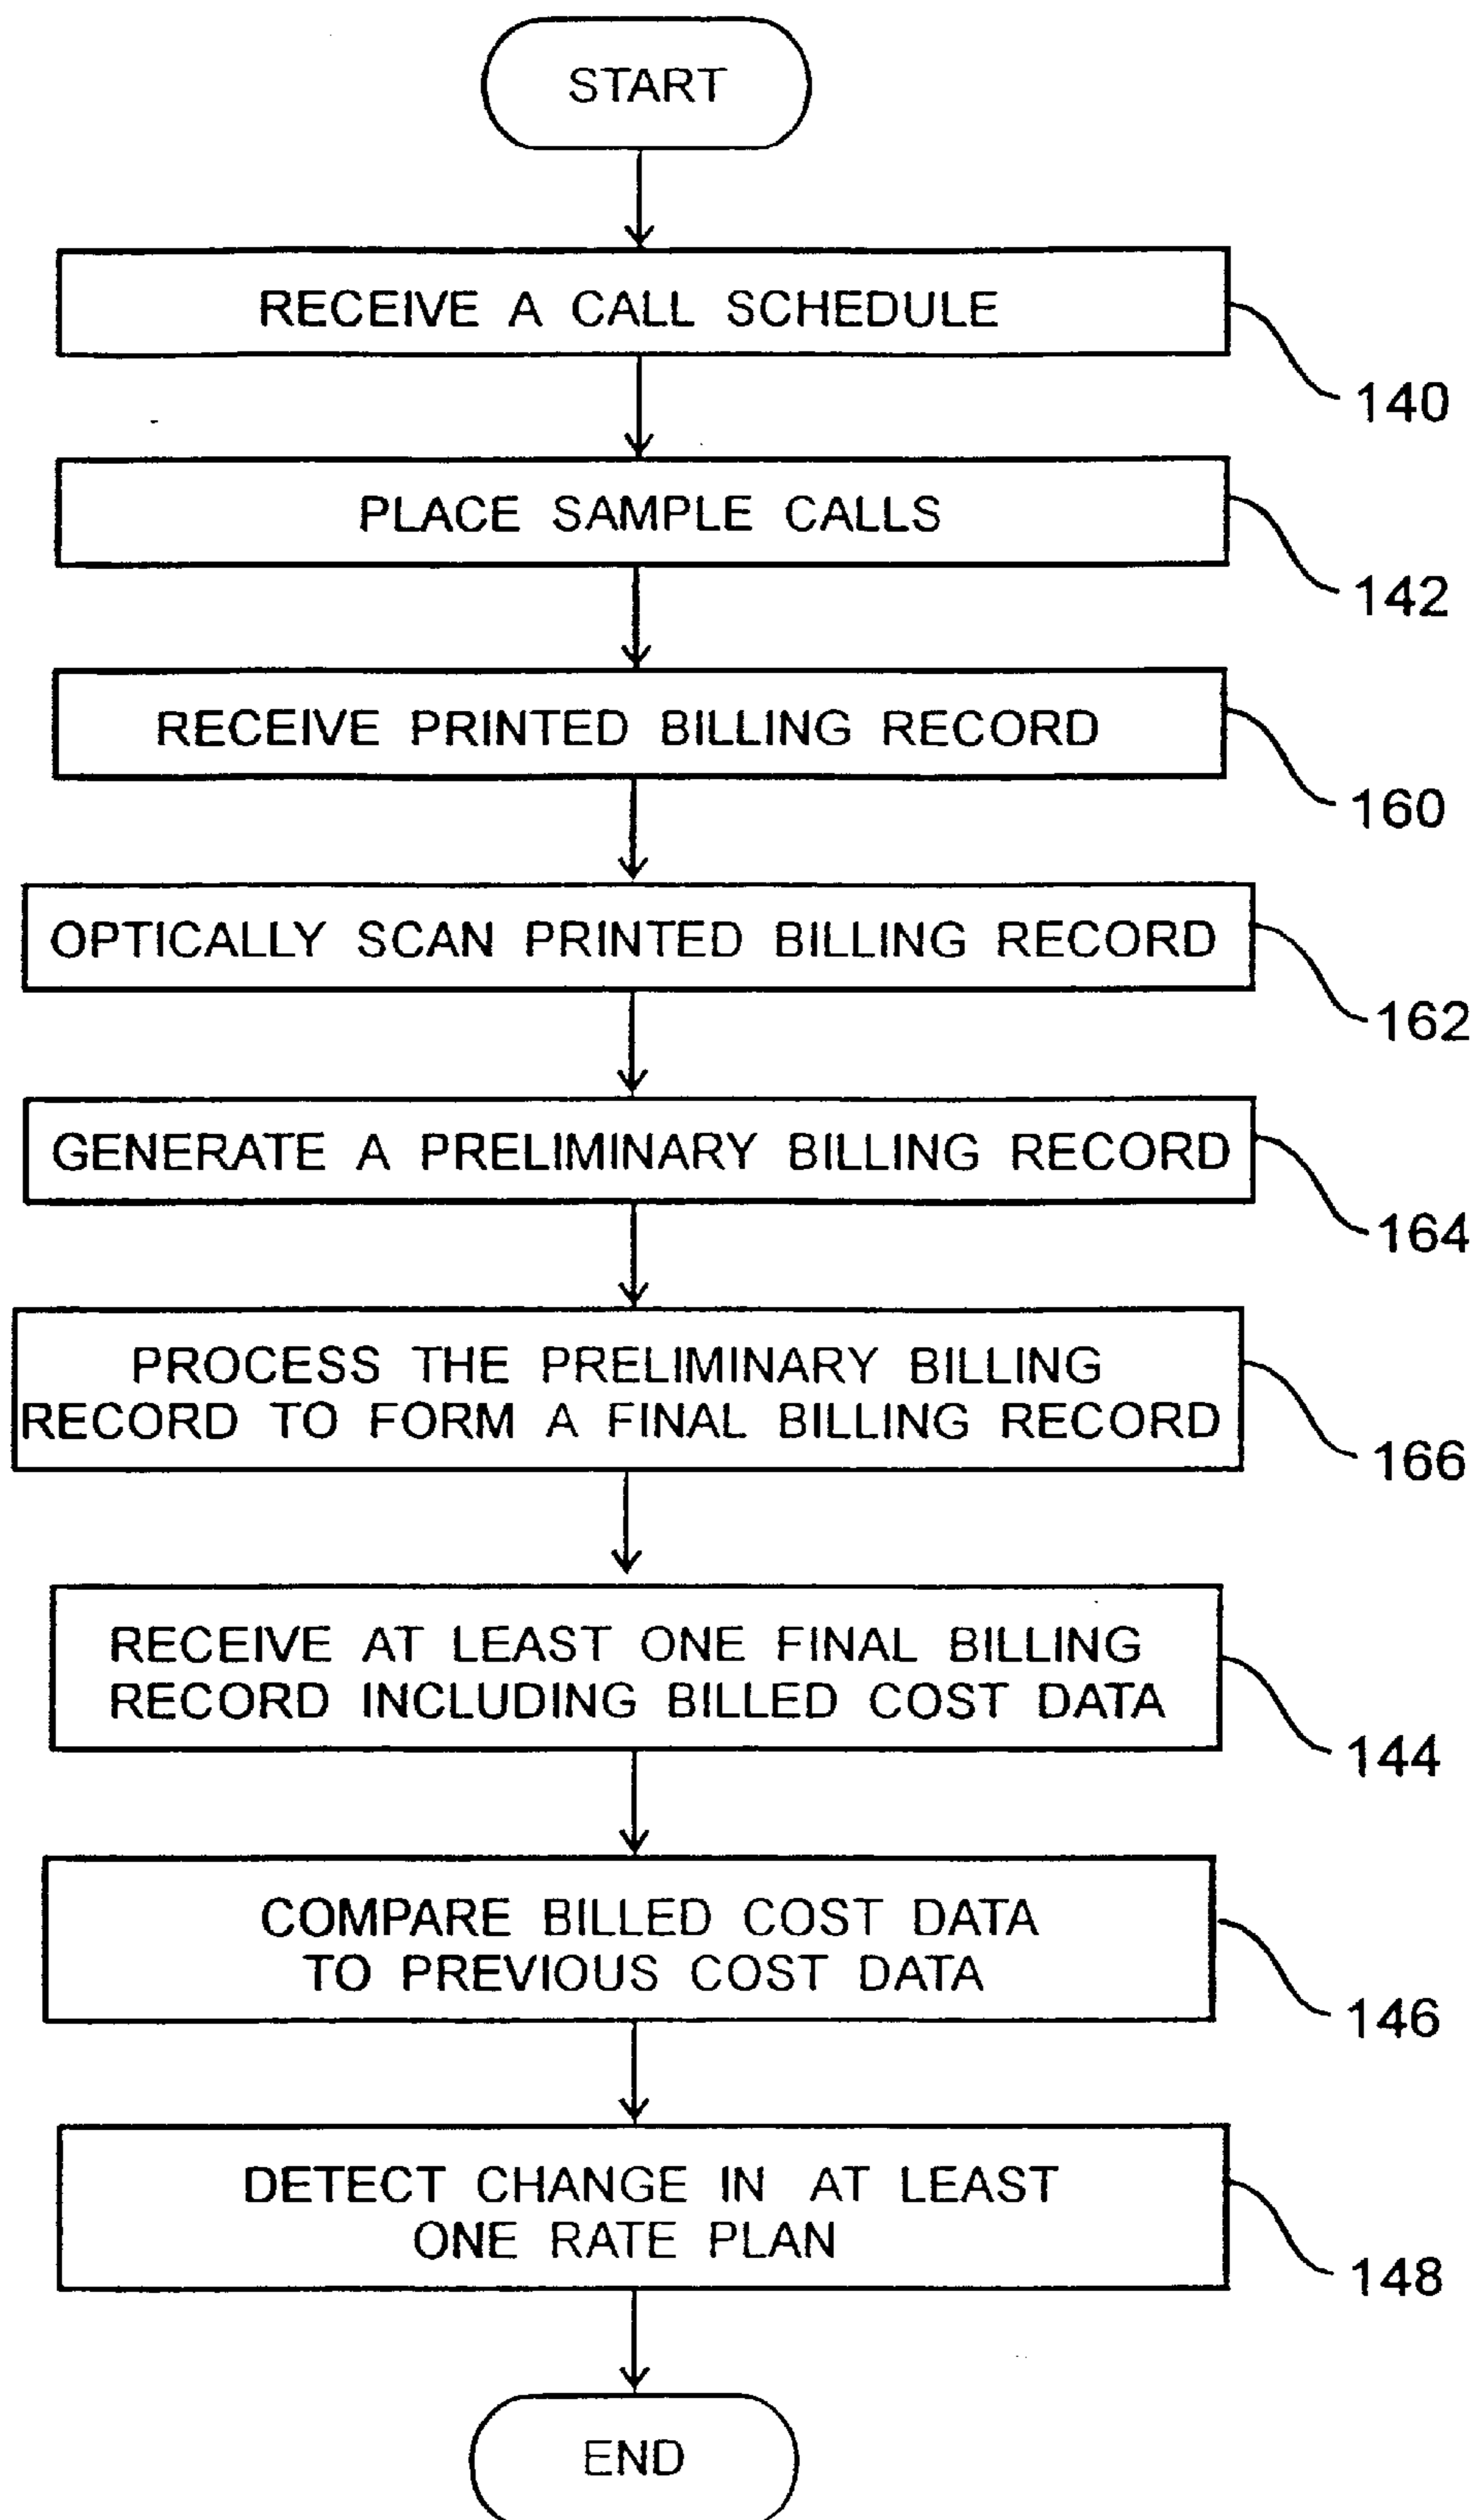 START
RECEIVE A CALL SCHEDULE
140
PLACE SAMPLE CALLS
142
RECEIVE PRINTED BILLING RECORD
160
OPTICALLY SCAN PRINTED BILLING RECORD
162
GENERATE A PRELIMINARY BILLING RECORD
164
PROCESS THE PRELIMINARY BILLING
RECORD TO FORM A FINAL BILLING RECORD
166
RECEIVE AT LEAST ONE FINAL BILLING
RECORD INCLUDING BILLED COST DATA
144
COMPARE BILLED COST DATA
TO PREVIOUS COST DATA
146
DETECT CHANGE IN AT LEAST
ONE RATE PLAN
148
END